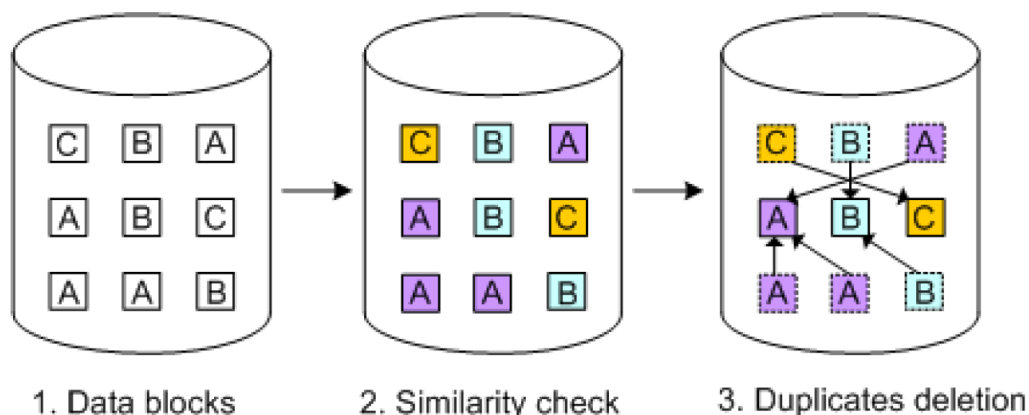 C B A
A B C
A A B
1. Data blocks
C B A
A B C
A A B
2. Similarity check
C B A
A B C
A A B
3. Duplicates deletion